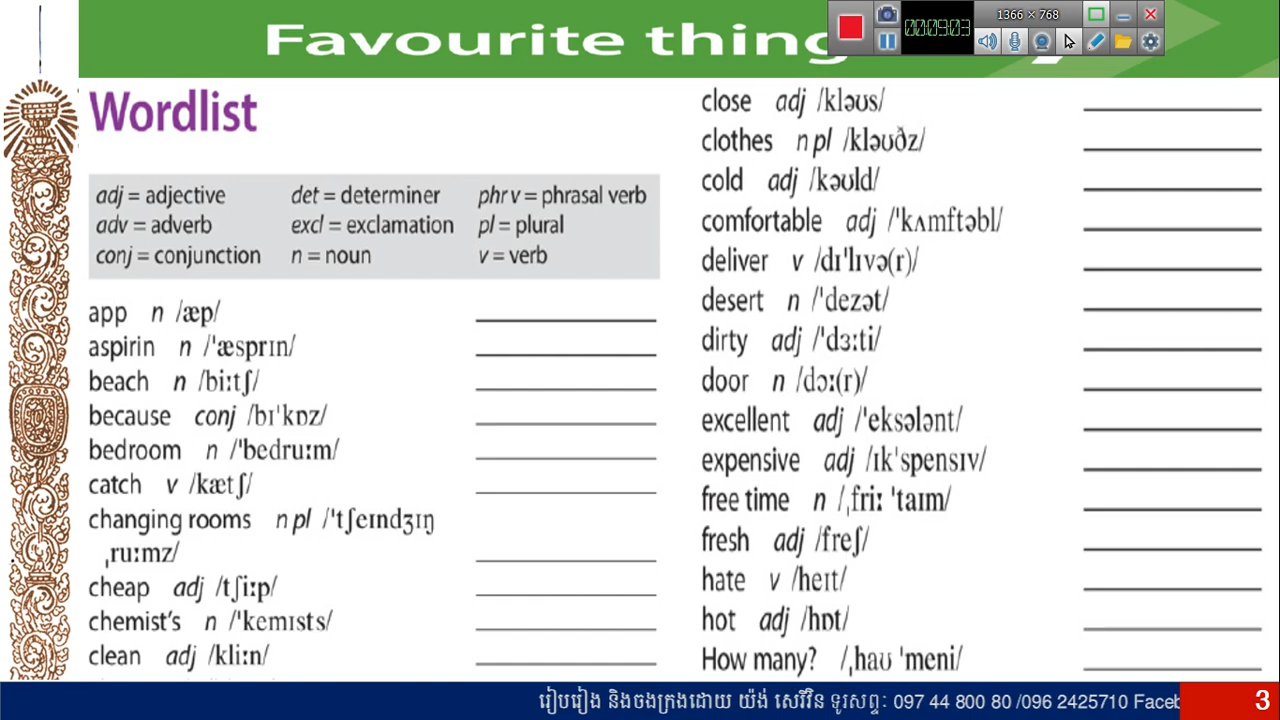 Favourite thing
1366 × 768
00:09:03
Wordlist
adj = adjective det = determiner phr v = phrasal verb
adv = adverb excl = exclamation pl = plural
conj = conjunction n = noun v = verb
app n /æp/
aspirin n /ˈæsprɪn/
beach n /biːtʃ/
because conj /bɪˈkɒz/
bedroom n /ˈbedruːm/
catch v /kætʃ/
changing rooms n pl /ˈtʃeɪndʒɪŋ
ˌruːmz/
cheap adj /tʃiːp/
chemist's n /ˈkemɪsts/
clean adj /kliːn/
close adj /kləʊs/
clothes n pl /kləʊðz/
cold adj /kəʊld/
comfortable adj /ˈkʌmftəbl/
deliver v /dɪˈlɪvə(r)/
desert n /ˈdezət/
dirty adj /ˈdɜːti/
door n /dɔː(r)/
excellent adj /ˈeksələnt/
expensive adj /ɪkˈspensɪv/
free time n /ˌfriː ˈtaɪm/
fresh adj /freʃ/
hate v /heɪt/
hot adj /hɒt/
How many? /ˌhaʊ ˈmeni/
រៀបរៀង និងចងក្រងដោយ យ៉ង់ សេរីវិន ទូរសព្ទៈ 097 44 800 80 /096 2425710 Faceb
3